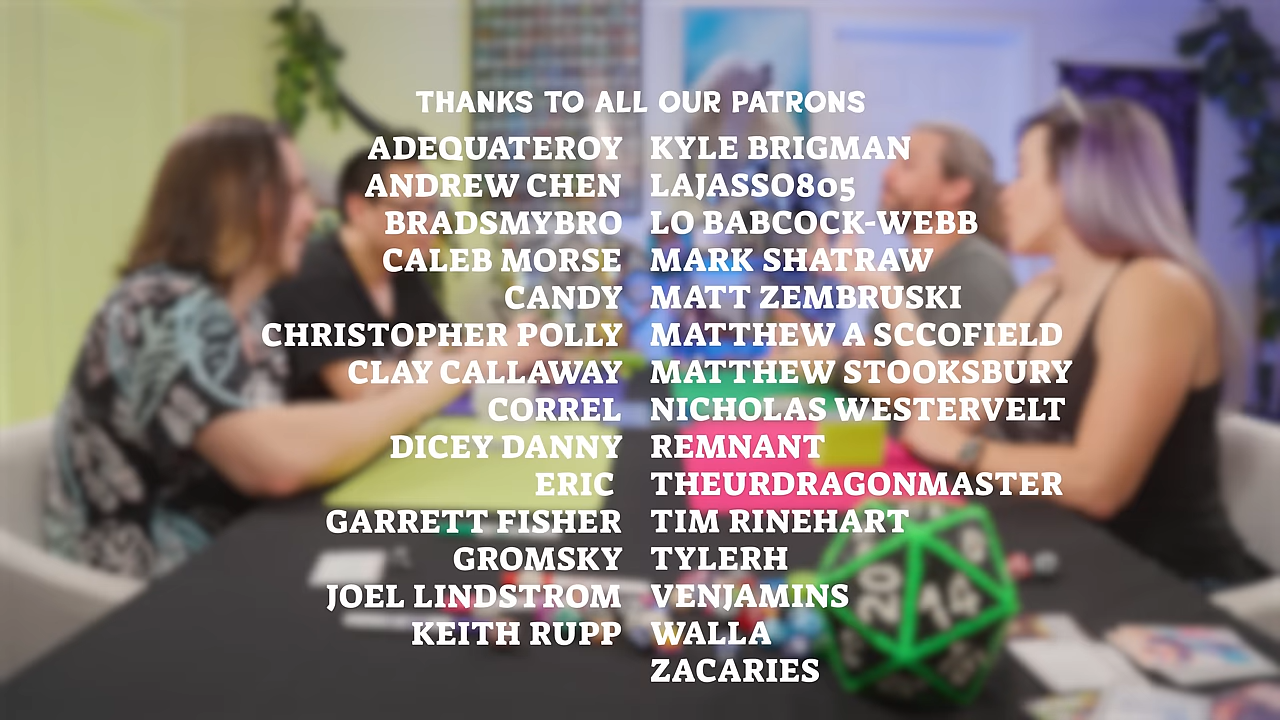 THANKS TO ALL OUR PATRONS
ADEQUATEROY
ANDREW CHEN
BRADSMYBRO
CALEB MORSE
CANDY
CHRISTOPHER POLLY
CLAY CALLAWAY
CORREL
DICEY DANNY
ERIC
GARRETT FISHER
GROMSKY
JOEL LINDSTROM
KEITH RUPP
KYLE BRIGMAN
LAJASSO805
LO BABCOCK-WEBB
MARK SHATRAW
MATT ZEMBRUSKI
MATTHEW A SCCOFIELD
MATTHEW STOOKSBURY
NICHOLAS WESTERVELT
REMNANT
THEURDRAGONMASTER
TIM RINEHART
TYLERH
VENJAMINS
WALLA
ZACARIES
20
14